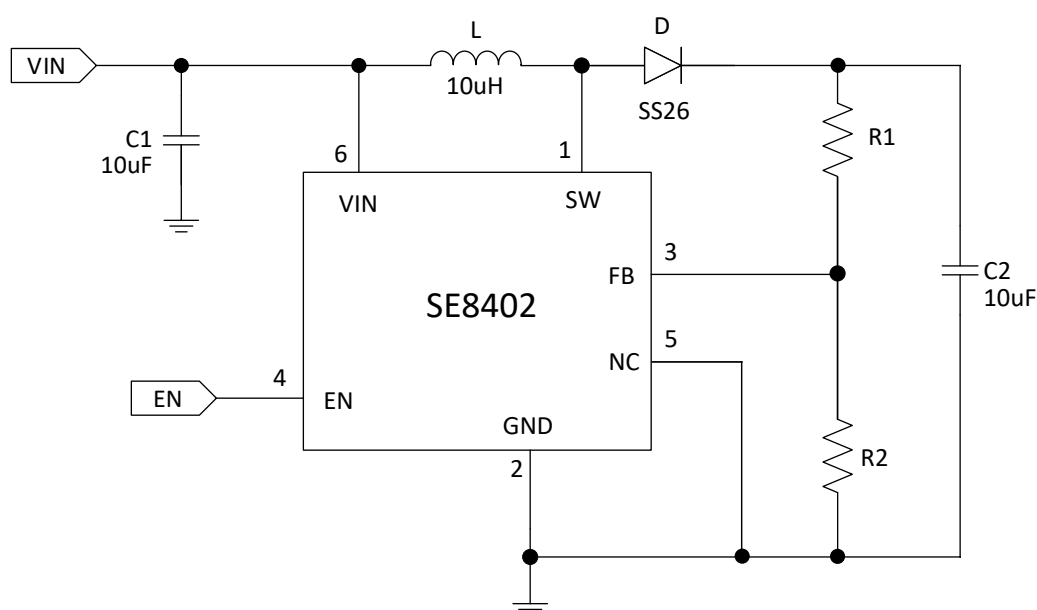 L
D
VIN
10uH
SS26
C1
10uF
R1
6
1
VIN
SW
3
FB
C2
10uF
SE8402
5
NC
4
EN
EN
GND
2
R2